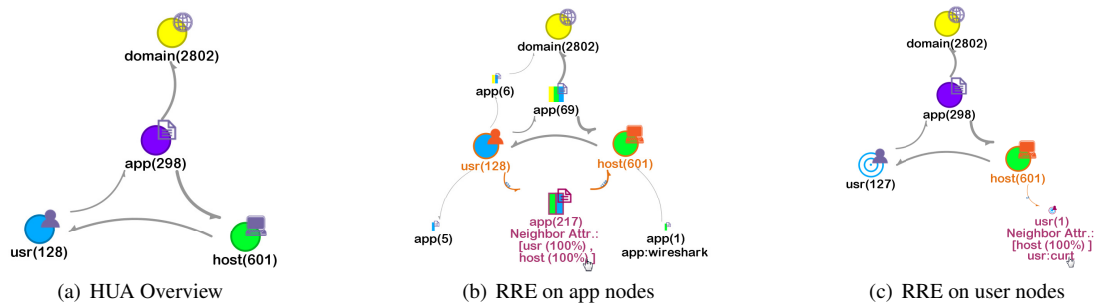 domain(2802)
app(298)
usr(128)
host(601)
(a) HUA Overview
domain(2802)
app(6)
app(69)
usr(128)
host(601)
app(217)
Neighbor Attr.:
[usr (100%) ,
host (100%) ]
app(5)
app(1)
app:wireshark
(b) RRE on app nodes
domain(2802)
app(298)
usr(127)
host(601)
usr(1)
Neighbor Attr.:
[host (100%) ]
usr:curt
(c) RRE on user nodes